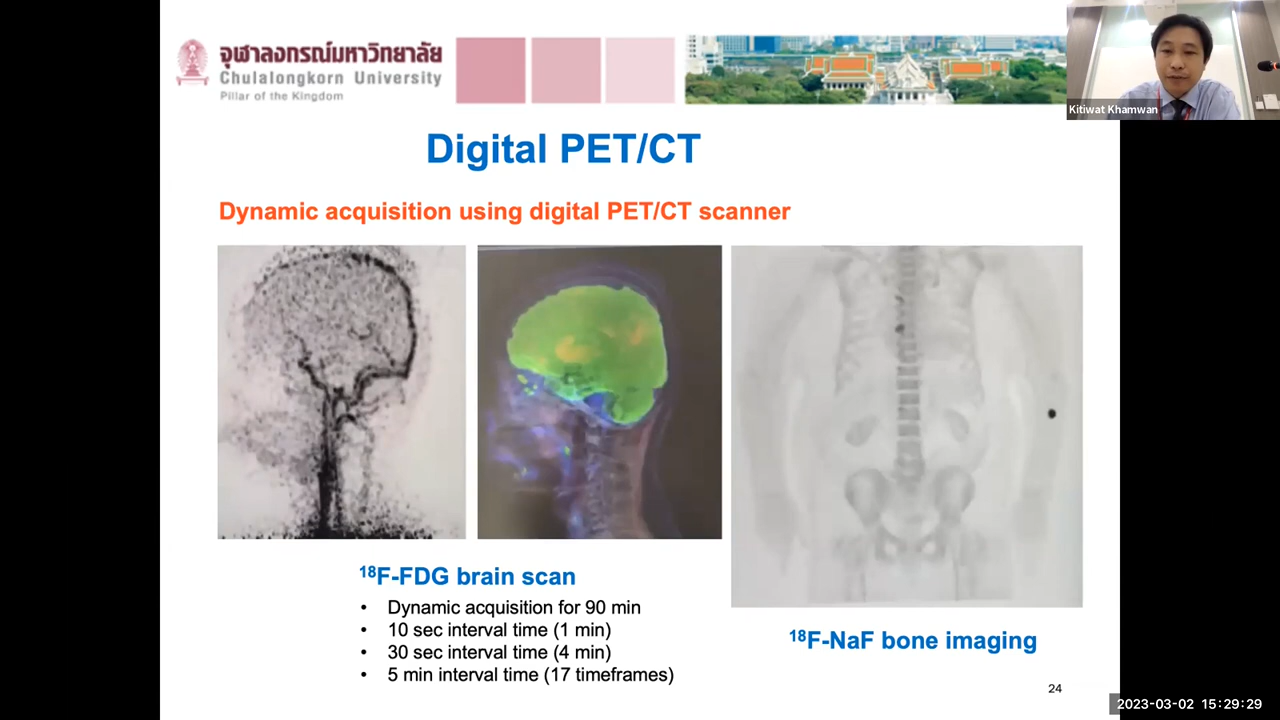 จุฬาลงกรณ์มหาวิทยาลัย
Chulalongkorn University
Pillar of the Kingdom
Kitiwat Khamwan
Digital PET/CT
Dynamic acquisition using digital PET/CT scanner
¹⁸F-FDG brain scan
• Dynamic acquisition for 90 min
• 10 sec interval time (1 min)
• 30 sec interval time (4 min)
• 5 min interval time (17 timeframes)
¹⁸F-NaF bone imaging
24
2023-03-02 15:29:29